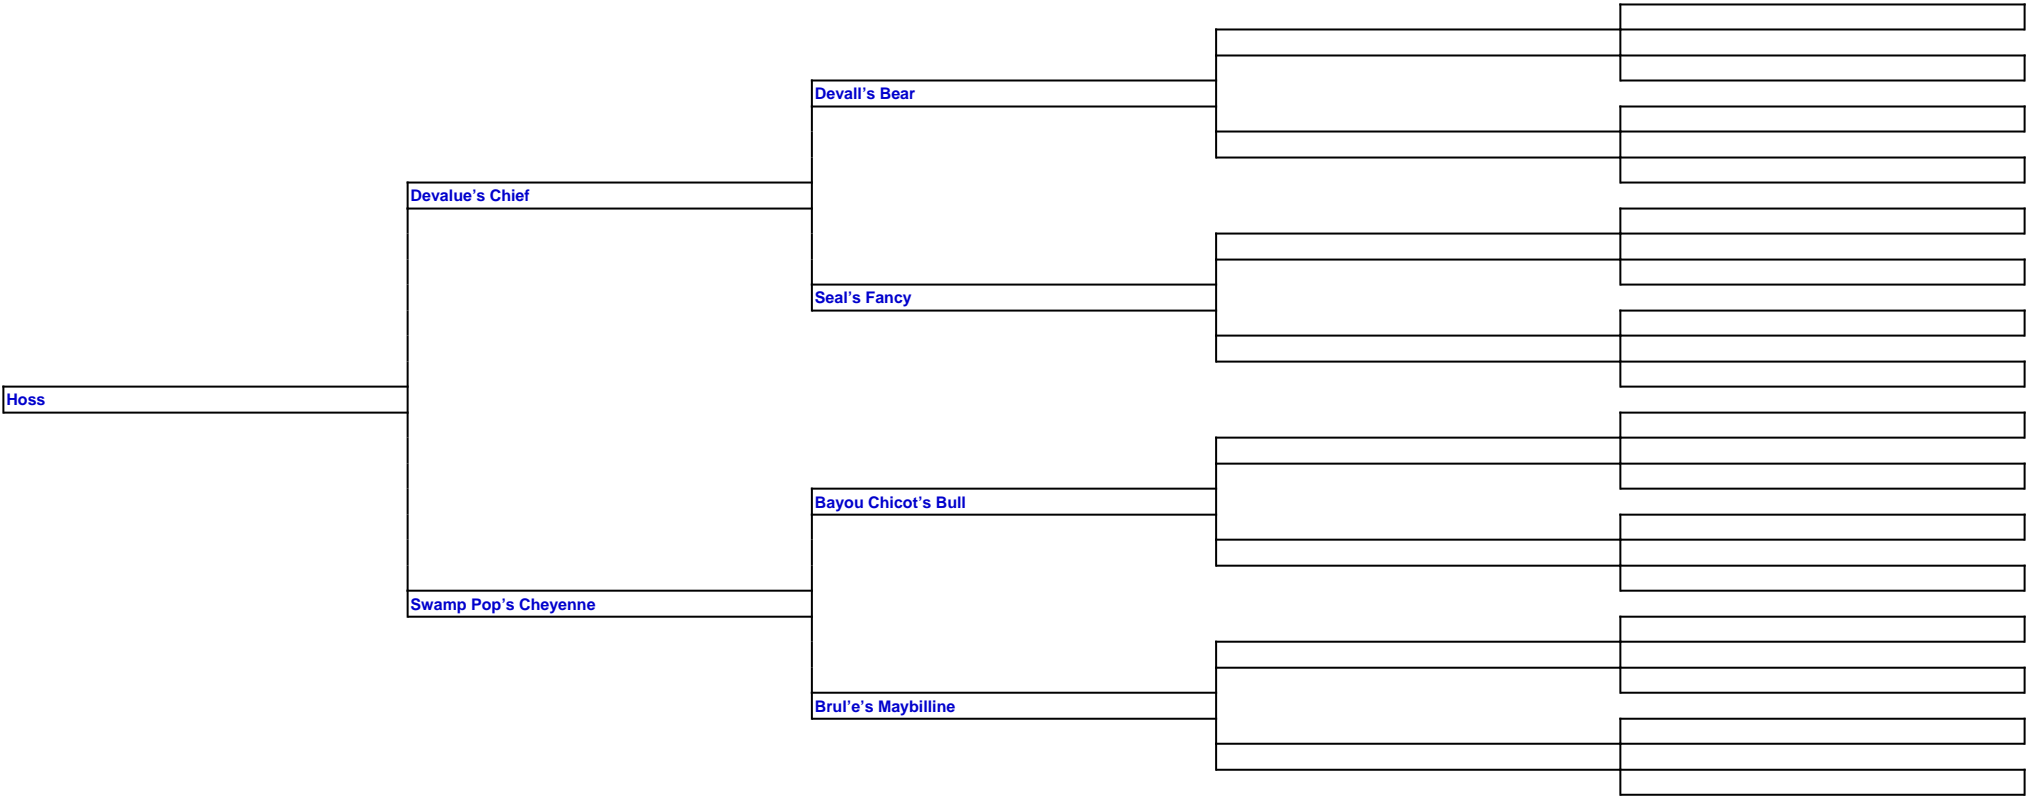 Devall’s Bear
Devalue’s Chief
Seal’s Fancy
Hoss
Bayou Chicot’s Bull
Swamp Pop’s Cheyenne
Brul’e’s Maybilline